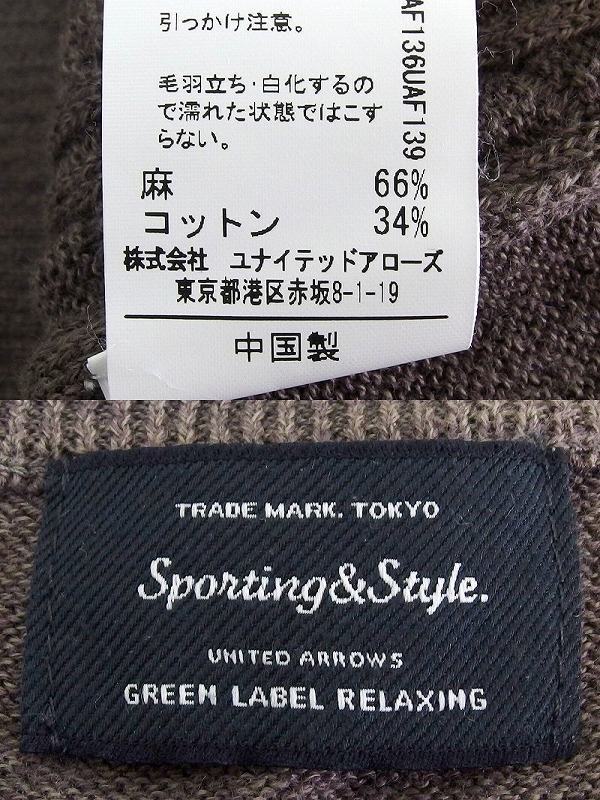 引っかけ注意。
毛羽立ち・白化するの
で濡れた状態ではこす
らない。
AF136UAF139
麻 66%
コットン 34%
株式会社 ユナイテッドアローズ
東京都港区赤坂8-1-19
中国製
TRADE MARK. TOKYO
Sporting&Style.
UNITED ARROWS
GREEN LABEL RELAXING